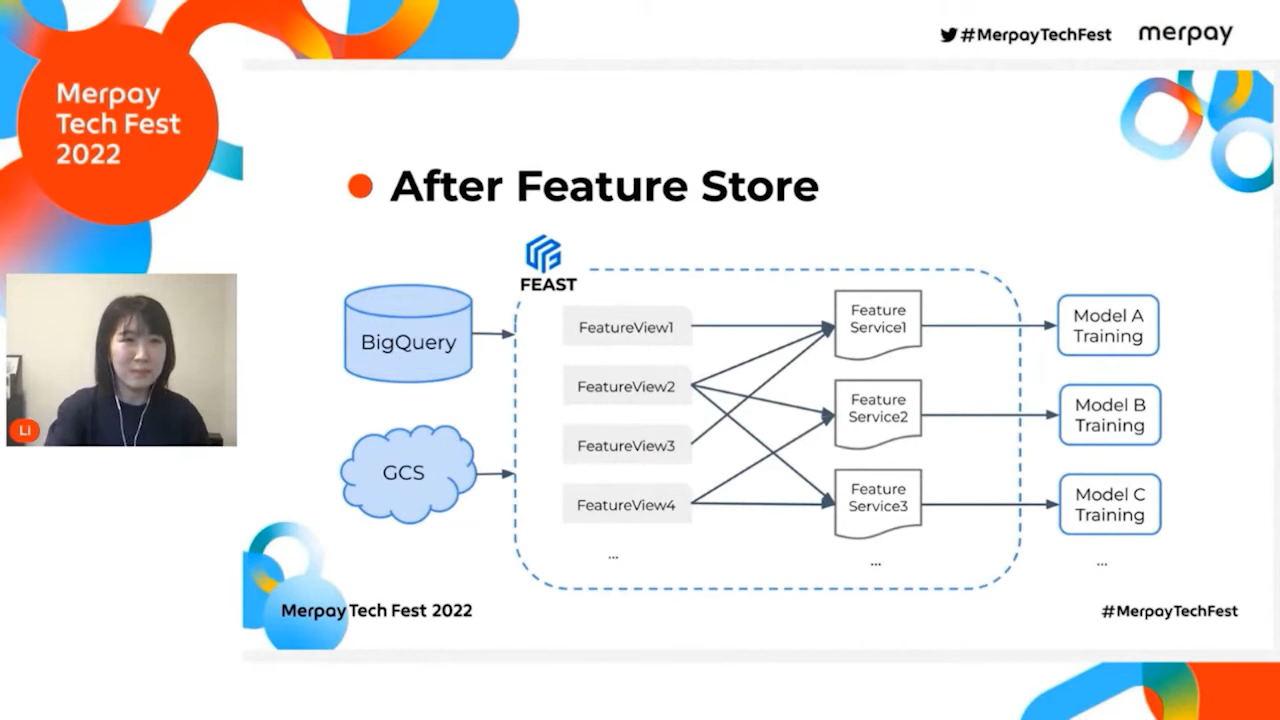 #MerpayTechFest merpay
Merpay
Tech Fest
2022
After Feature Store
FEAST
BigQuery
GCS
FeatureView1
FeatureView2
FeatureView3
FeatureView4
...
Feature
Service1
Feature
Service2
Feature
Service3
...
Model A
Training
Model B
Training
Model C
Training
...
LI
Merpay Tech Fest 2022
#MerpayTechFest